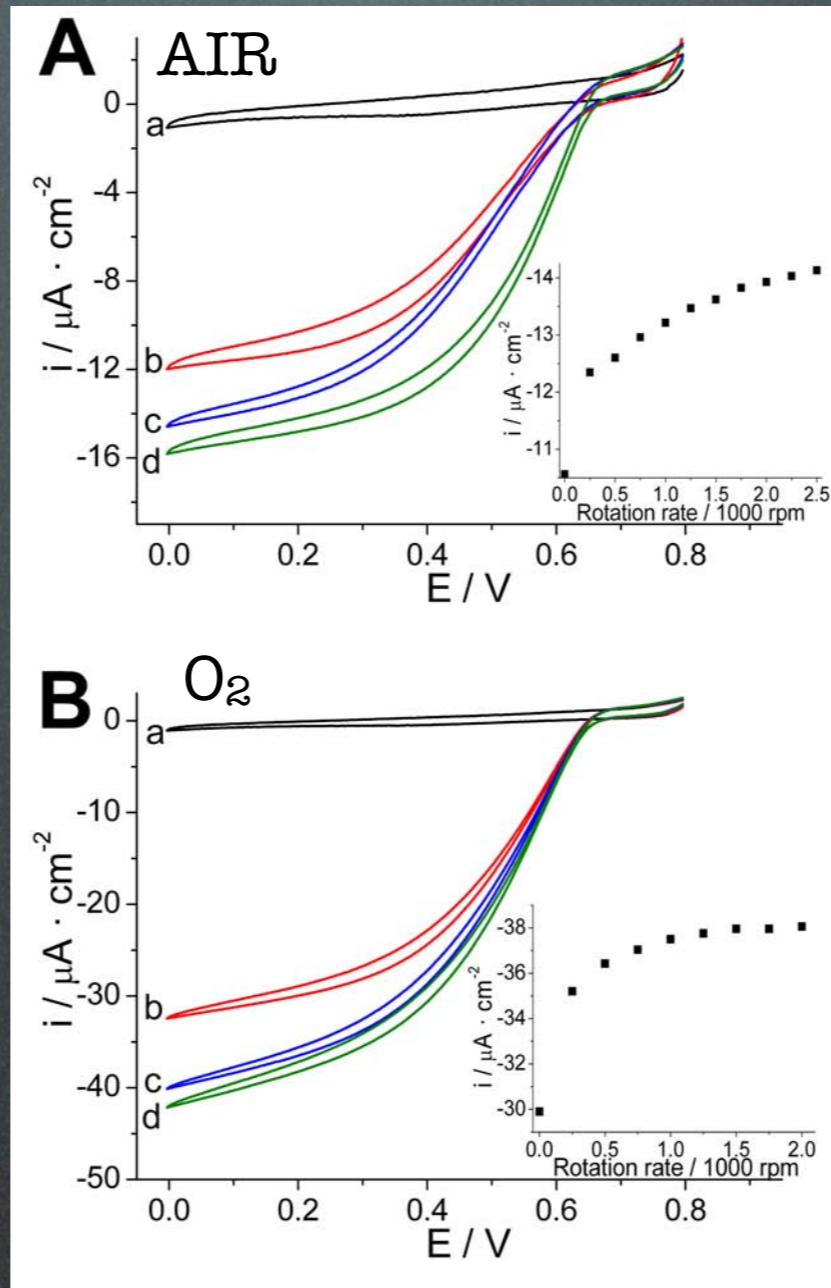 A AIR
0
-4
-8
-12
-16
i / μA · cm⁻²
a
b
c
d
0.0 0.2 0.4 0.6 0.8
E / V
-14
-13
-12
-11
i / μA · cm⁻²
0.0 0.5 1.0 1.5 2.0 2.5
Rotation rate / 1000 rpm
B O₂
0
-10
-20
-30
-40
-50
i / μA · cm⁻²
a
b
c
d
0.0 0.2 0.4 0.6 0.8
E / V
-38
-36
-34
-32
-30
i / μA · cm⁻²
0.0 0.5 1.0 1.5 2.0
Rotation rate / 1000 rpm